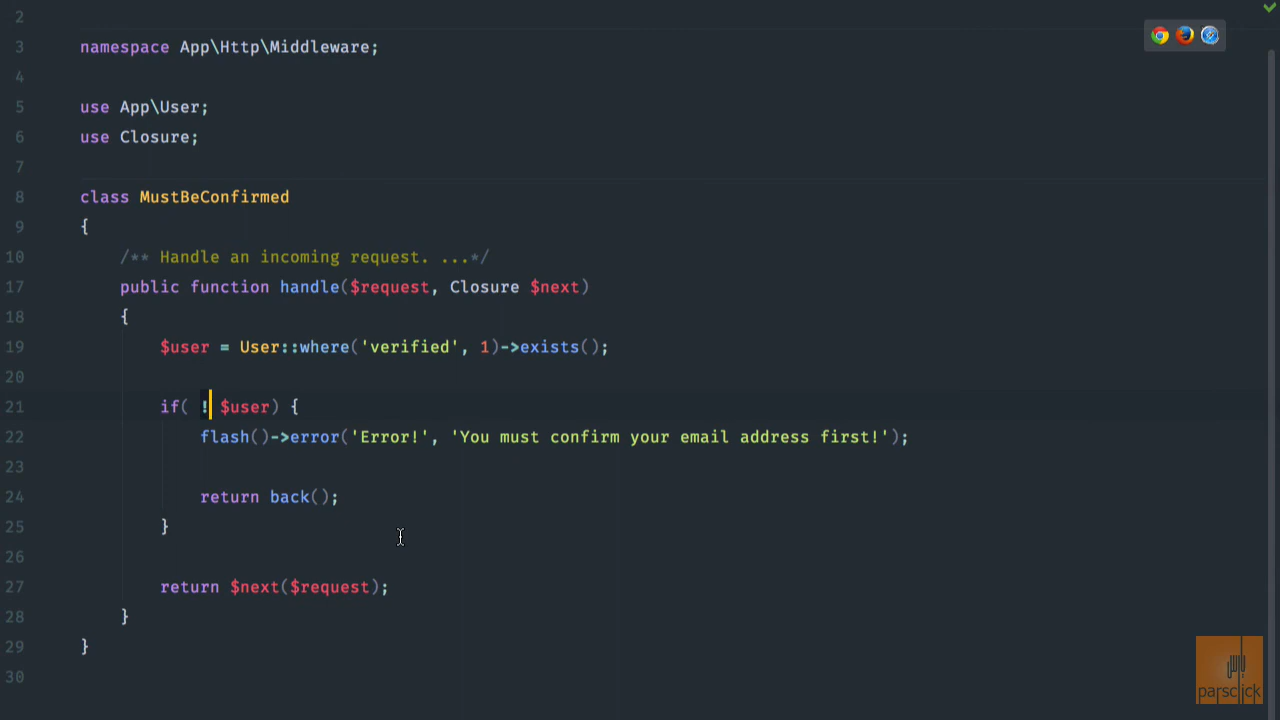 2
3 namespace App\Http\Middleware;
4
5 use App\User;
6 use Closure;
7
8 class MustBeConfirmed
9 {
10 /** Handle an incoming request. ...*/
17 public function handle($request, Closure $next)
18 {
19 $user = User::where('verified', 1)->exists();
20
21 if( ! $user) {
22 flash()->error('Error!', 'You must confirm your email address first!');
23
24 return back();
25 }
26
27 return $next($request);
28 }
29 }
30
parsclick